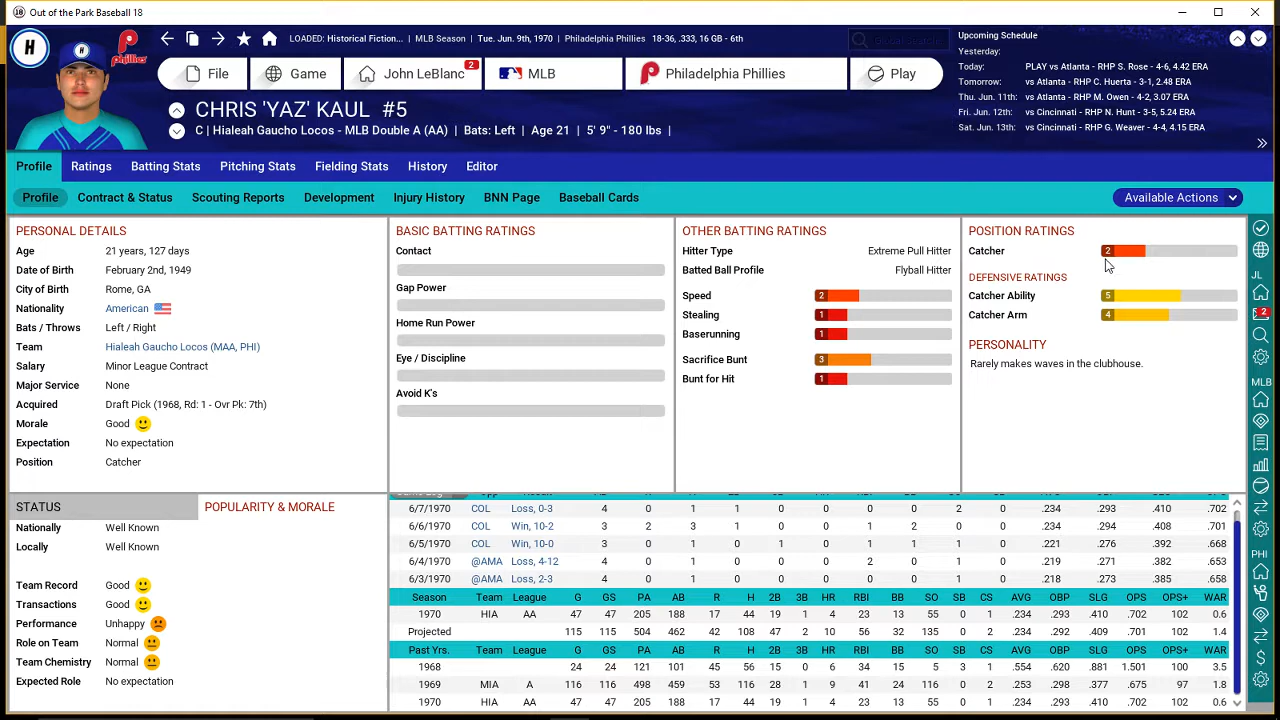 Out of the Park Baseball 18
LOADED: Historical Fiction... | MLB Season | Tue. Jun. 9th, 1970 | Philadelphia Phillies 18-36, .333, 16 GB - 6th
Global Search
Upcoming Schedule
Yesterday:
Today: PLAY vs Atlanta - RHP S. Rose - 4-6, 4.42 ERA
Tomorrow: vs Atlanta - RHP C. Huerta - 3-1, 2.48 ERA
Thu. Jun. 11th: vs Atlanta - RHP M. Owen - 4-2, 3.07 ERA
Fri. Jun. 12th: vs Cincinnati - RHP N. Hunt - 3-5, 5.24 ERA
Sat. Jun. 13th: vs Cincinnati - RHP G. Weaver - 4-4, 4.15 ERA
H
Phillies
File Game John LeBlanc 2 MLB Philadelphia Phillies Play
CHRIS 'YAZ' KAUL #5
C | Hialeah Gaucho Locos - MLB Double A (AA) | Bats: Left | Age 21 | 5' 9" - 180 lbs |
Profile Ratings Batting Stats Pitching Stats Fielding Stats History Editor
Profile Contract & Status Scouting Reports Development Injury History BNN Page Baseball Cards Available Actions
PERSONAL DETAILS
Age 21 years, 127 days
Date of Birth February 2nd, 1949
City of Birth Rome, GA
Nationality American
Bats / Throws Left / Right
Team Hialeah Gaucho Locos (MAA, PHI)
Salary Minor League Contract
Major Service None
Acquired Draft Pick (1968, Rd: 1 - Ovr Pk: 7th)
Morale Good
Expectation No expectation
Position Catcher
BASIC BATTING RATINGS
Contact
Gap Power
Home Run Power
Eye / Discipline
Avoid K's
OTHER BATTING RATINGS
Hitter Type Extreme Pull Hitter
Batted Ball Profile Flyball Hitter
Speed 2
Stealing 1
Baserunning 1
Sacrifice Bunt 3
Bunt for Hit 1
POSITION RATINGS
Catcher 2
DEFENSIVE RATINGS
Catcher Ability 5
Catcher Arm 4
PERSONALITY
Rarely makes waves in the clubhouse.
JL
2
MLB
PHI
STATUS POPULARITY & MORALE
Nationally Well Known
Locally Well Known
Team Record Good
Transactions Good
Performance Unhappy
Role on Team Normal
Team Chemistry Normal
Expected Role No expectation
6/7/1970 COL Loss, 0-3 4 0 1 1 0 0 0 0 2 0 .234 .293 .410 .702
6/6/1970 COL Win, 10-2 3 2 3 1 0 0 1 2 0 0 .234 .294 .408 .701
6/5/1970 COL Win, 10-0 3 0 1 0 1 0 1 1 1 0 .221 .276 .392 .668
6/4/1970 @AMA Loss, 4-12 4 0 1 0 0 0 2 0 0 0 .219 .271 .382 .653
6/3/1970 @AMA Loss, 2-3 4 0 1 0 0 0 0 0 1 0 .218 .273 .385 .658
Season Team League G GS PA AB R H 2B 3B HR RBI BB SO SB CS AVG OBP SLG OPS OPS+ WAR
1970 HIA AA 47 47 205 188 17 44 19 1 4 23 13 55 0 1 .234 .293 .410 .702 102 0.6
Projected 115 115 504 462 42 108 47 2 10 56 32 135 0 2 .234 .292 .409 .701 102 1.4
Past Yrs. Team League G GS PA AB R H 2B 3B HR RBI BB SO SB CS AVG OBP SLG OPS OPS+ WAR
1968 24 24 121 101 45 56 15 0 6 34 15 5 3 1 .554 .620 .881 1.501 100 3.5
1969 MIA A 116 116 498 459 53 116 28 1 9 41 24 116 0 2 .253 .298 .377 .675 97 1.8
1970 HIA AA 47 47 205 188 17 44 19 1 4 23 13 55 0 1 .234 .293 .410 .702 102 0.6